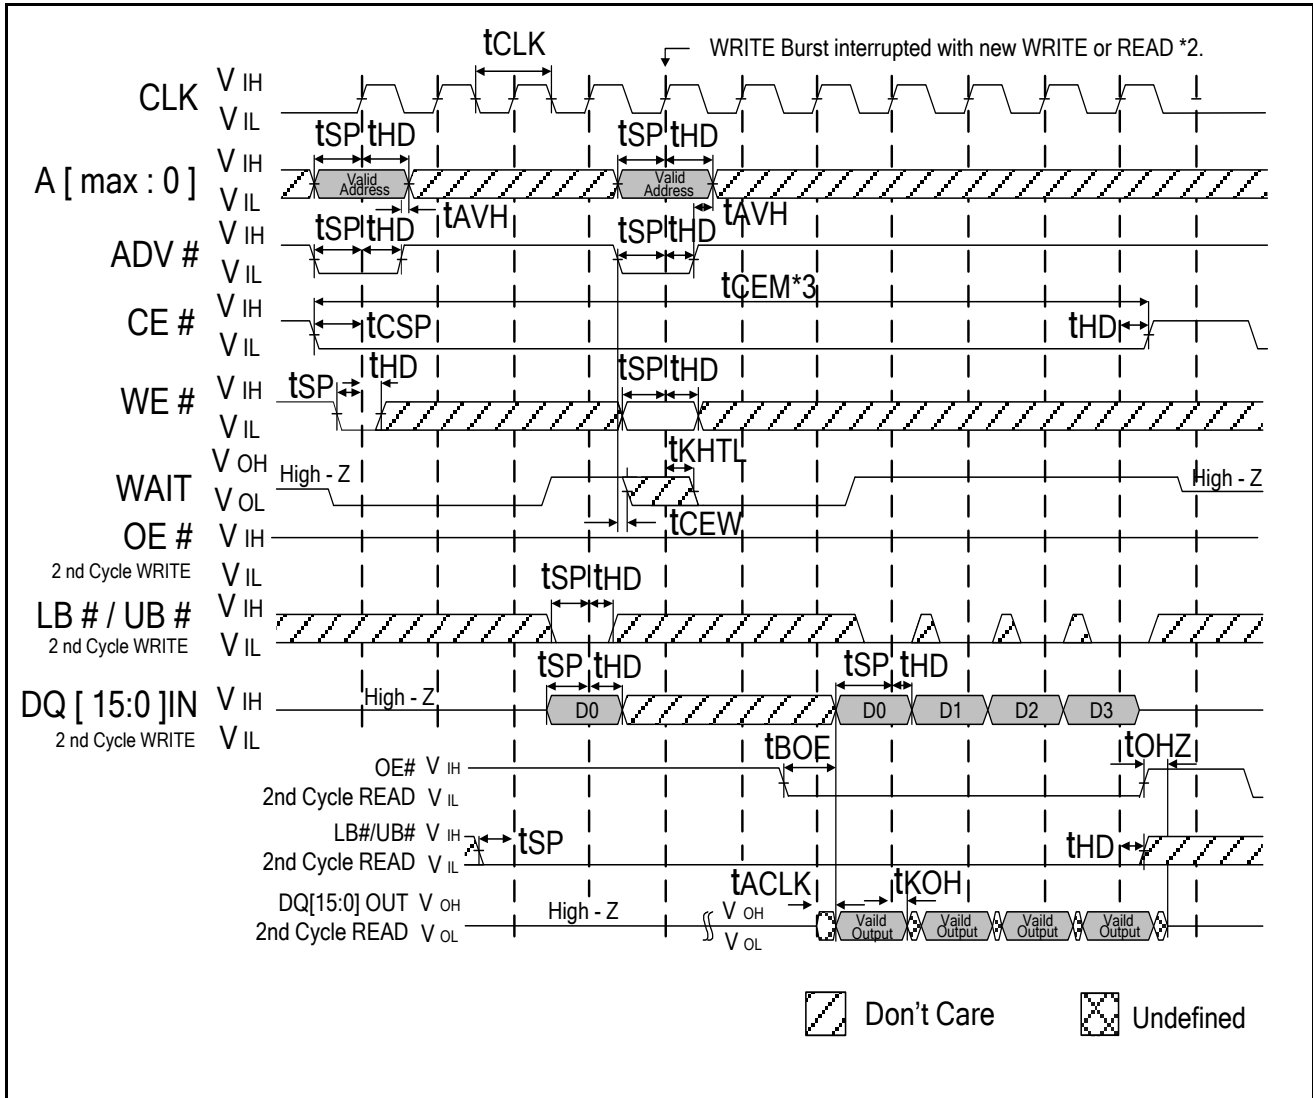 tCLK
WRITE Burst interrupted with new WRITE or READ *2.
CLK
V IH
V IL
tSP tHD
tSP tHD
A [ max : 0 ]
V IH
V IL
Valid Address
Valid Address
tAVH
tAVH
ADV #
V IH
V IL
tSP tHD
tSP tHD
tCEM*3
CE #
V IH
V IL
tCSP
tHD
WE #
V IH
V IL
tSP
tHD
tSP tHD
WAIT
V OH
V OL
High - Z
tKHTL
High - Z
tCEW
OE #
V IH
2 nd Cycle WRITE
V IL
tSP tHD
LB # / UB #
V IH
2 nd Cycle WRITE
V IL
tSP tHD
tSP tHD
DQ [ 15:0 ]IN
V IH
High - Z
D0
D0
D1
D2
D3
2 nd Cycle WRITE
V IL
tBOE
tOHZ
OE# V IH
2nd Cycle READ V IL
LB#/UB# V IH
tSP
tHD
2nd Cycle READ V IL
tACLK
tKOH
DQ[15:0] OUT V OH
High - Z
V OH
2nd Cycle READ V OL
V OL
Vaild Output
Vaild Output
Vaild Output
Vaild Output
Don't Care
Undefined